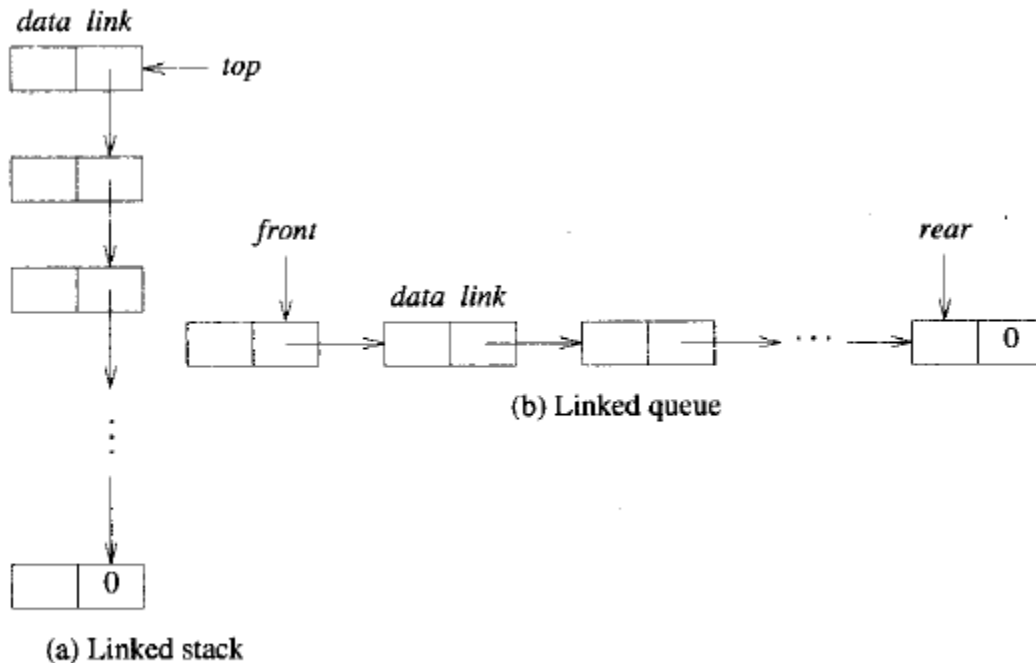 data link
top
front
rear
data link
0
(b) Linked queue
0
(a) Linked stack